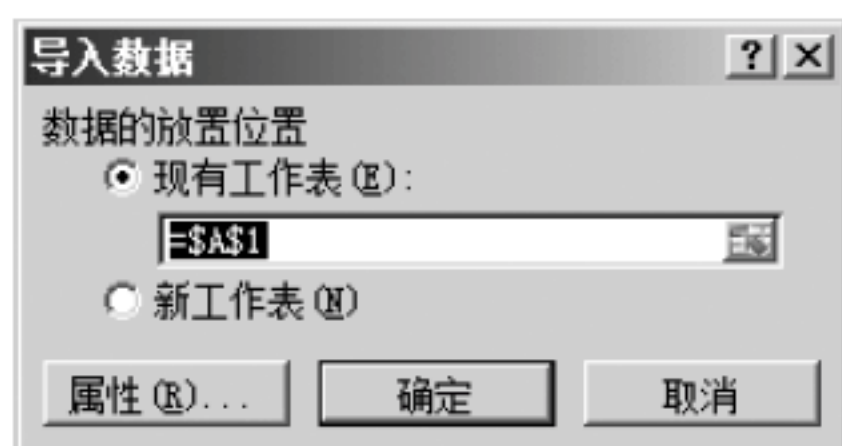 导入数据
数据的放置位置
现有工作表(E):
=$A$1
新工作表(N)
属性(R)... 确定 取消